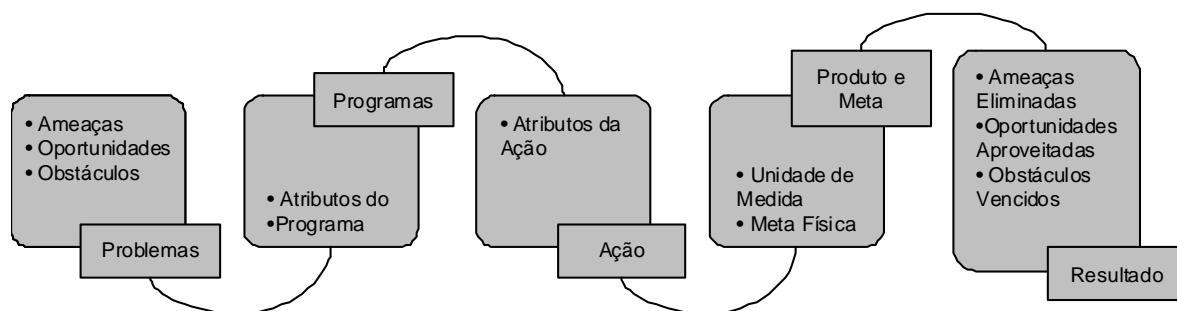 • Ameaças
• Oportunidades
• Obstáculos
Problemas
Programas
• Atributos do
•Programa
• Atributos da
Ação
Ação
Produto e
Meta
• Unidade de
Medida
• Meta Física
• Ameaças
Eliminadas
•Oportunidades
Aproveitadas
• Obstáculos
Vencidos
Resultado